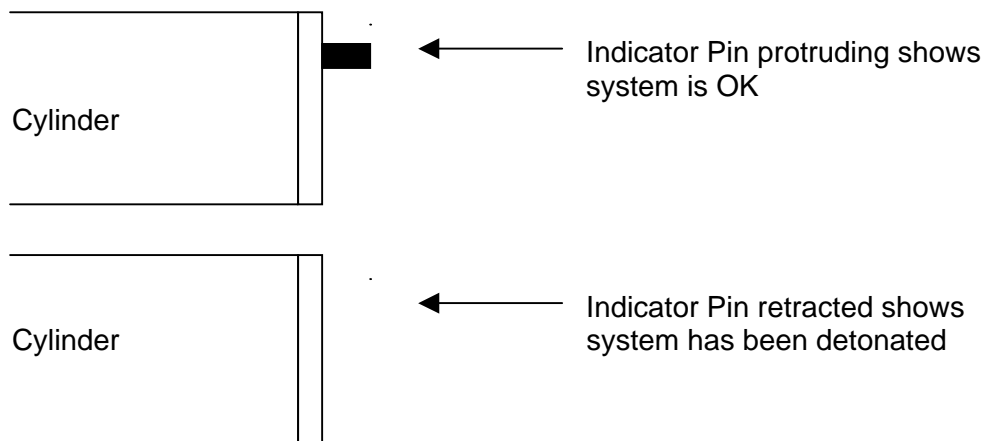 Indicator Pin protruding shows
system is OK
Cylinder
Indicator Pin retracted shows
system has been detonated
Cylinder